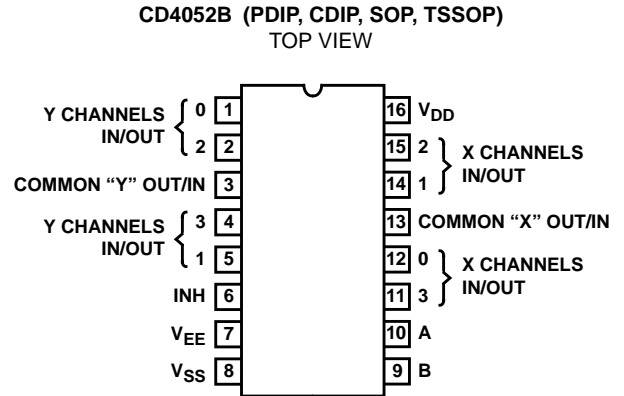 CD4052B (PDIP, CDIP, SOP, TSSOP)
TOP VIEW
Y CHANNELS IN/OUT
0 1
2 2
COMMON “Y” OUT/IN 3
Y CHANNELS IN/OUT
3 4
1 5
INH 6
VEE 7
VSS 8
16 VDD
15 2
14 1
X CHANNELS IN/OUT
13 COMMON “X” OUT/IN
12 0
11 3
X CHANNELS IN/OUT
10 A
9 B